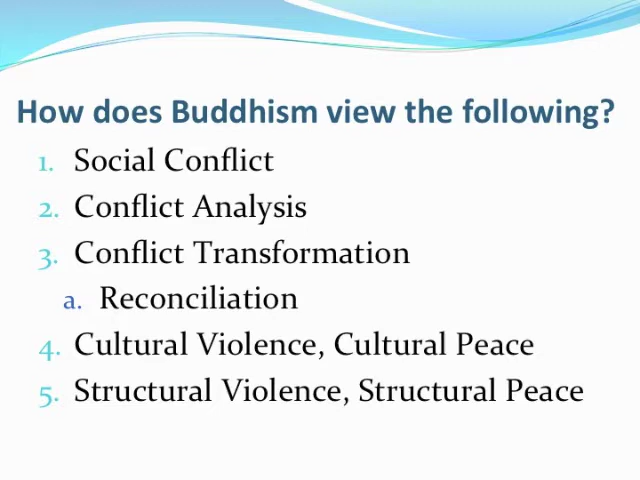 How does Buddhism view the following?
1. Social Conflict
2. Conflict Analysis
3. Conflict Transformation
a. Reconciliation
4. Cultural Violence, Cultural Peace
5. Structural Violence, Structural Peace